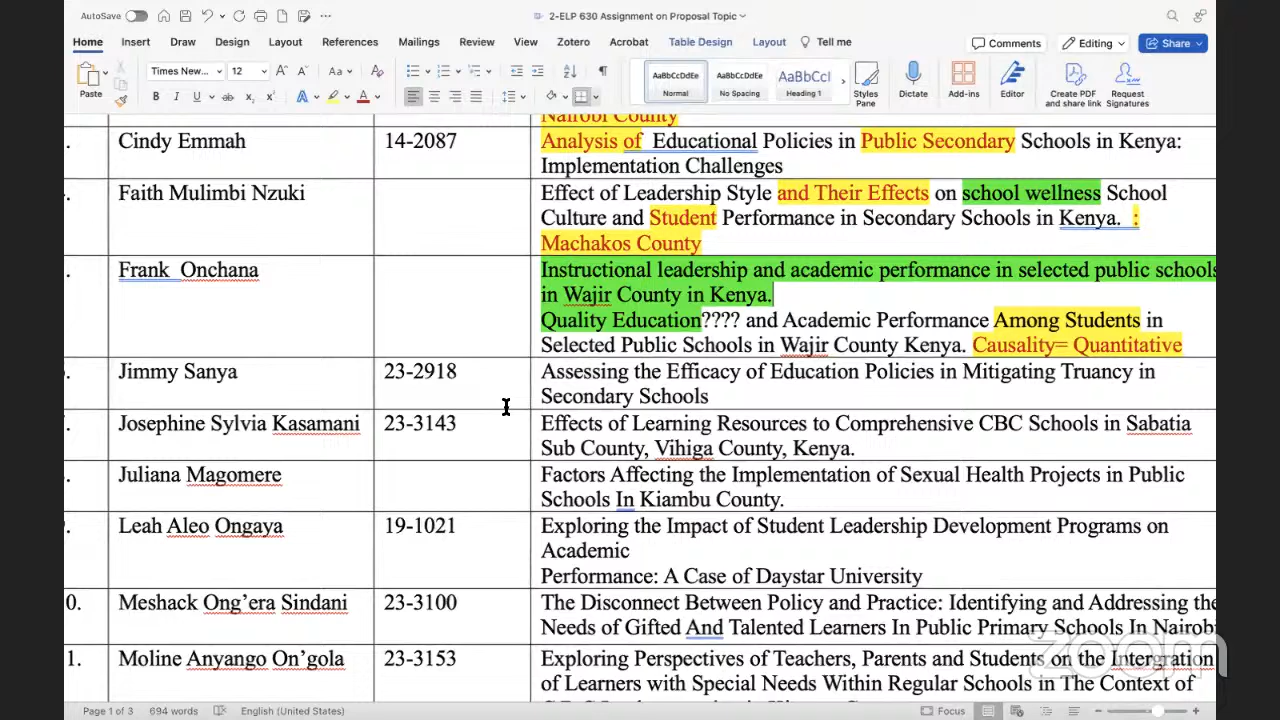 AutoSave
2-ELP 630 Assignment on Proposal Topic
Home Insert Draw Design Layout References Mailings Review View Zotero Acrobat Table Design Layout Tell me
Comments Editing Share
Paste
Times New... 12
AaBbCcDdEe Normal
AaBbCcDdEe No Spacing
AaBbCcI Heading 1
Styles Pane
Dictate
Add-ins
Editor
Create PDF and share link
Request Signatures
Nairobi County
. Cindy Emmah 14-2087 Analysis of Educational Policies in Public Secondary Schools in Kenya:
Implementation Challenges
Faith Mulimbi Nzuki Effect of Leadership Style and Their Effects on school wellness School
Culture and Student Performance in Secondary Schools in Kenya. :
Machakos County
Frank Onchana Instructional leadership and academic performance in selected public schools
in Wajir County in Kenya.
Quality Education???? and Academic Performance Among Students in
Selected Public Schools in Wajir County Kenya. Causality= Quantitative
Jimmy Sanya 23-2918 Assessing the Efficacy of Education Policies in Mitigating Truancy in
Secondary Schools
Josephine Sylvia Kasamani 23-3143 Effects of Learning Resources to Comprehensive CBC Schools in Sabatia
Sub County, Vihiga County, Kenya.
Juliana Magomere Factors Affecting the Implementation of Sexual Health Projects in Public
Schools In Kiambu County.
Leah Aleo Ongaya 19-1021 Exploring the Impact of Student Leadership Development Programs on
Academic
Performance: A Case of Daystar University
0. Meshack Ong’era Sindani 23-3100 The Disconnect Between Policy and Practice: Identifying and Addressing the
Needs of Gifted And Talented Learners In Public Primary Schools In Nairobi
1. Moline Anyango On’gola 23-3153 Exploring Perspectives of Teachers, Parents and Students on the Intergration
of Learners with Special Needs Within Regular Schools in The Context of
zoom
Page 1 of 3 694 words English (United States) Focus